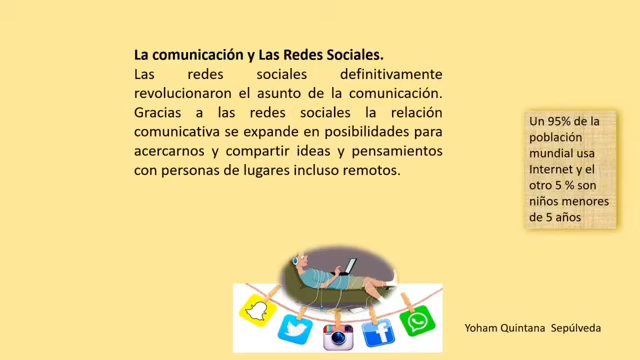 La comunicación y Las Redes Sociales.
Las redes sociales definitivamente
revolucionaron el asunto de la comunicación.
Gracias a las redes sociales la relación
comunicativa se expande en posibilidades para
acercarnos y compartir ideas y pensamientos
con personas de lugares incluso remotos.
Un 95% de la
población
mundial usa
Internet y el
otro 5 % son
niños menores
de 5 años
Yoham Quintana Sepúlveda